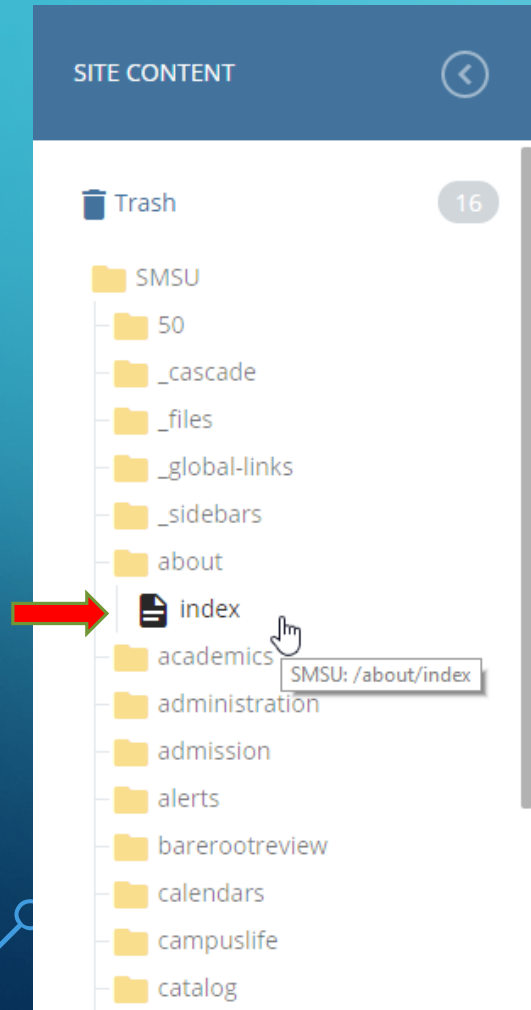 SITE CONTENT
Trash 16
SMSU
50
_cascade
_files
_global-links
_sidebars
about
index
academics
SMSU: /about/index
administration
admission
alerts
barerootreview
calendars
campuslife
catalog